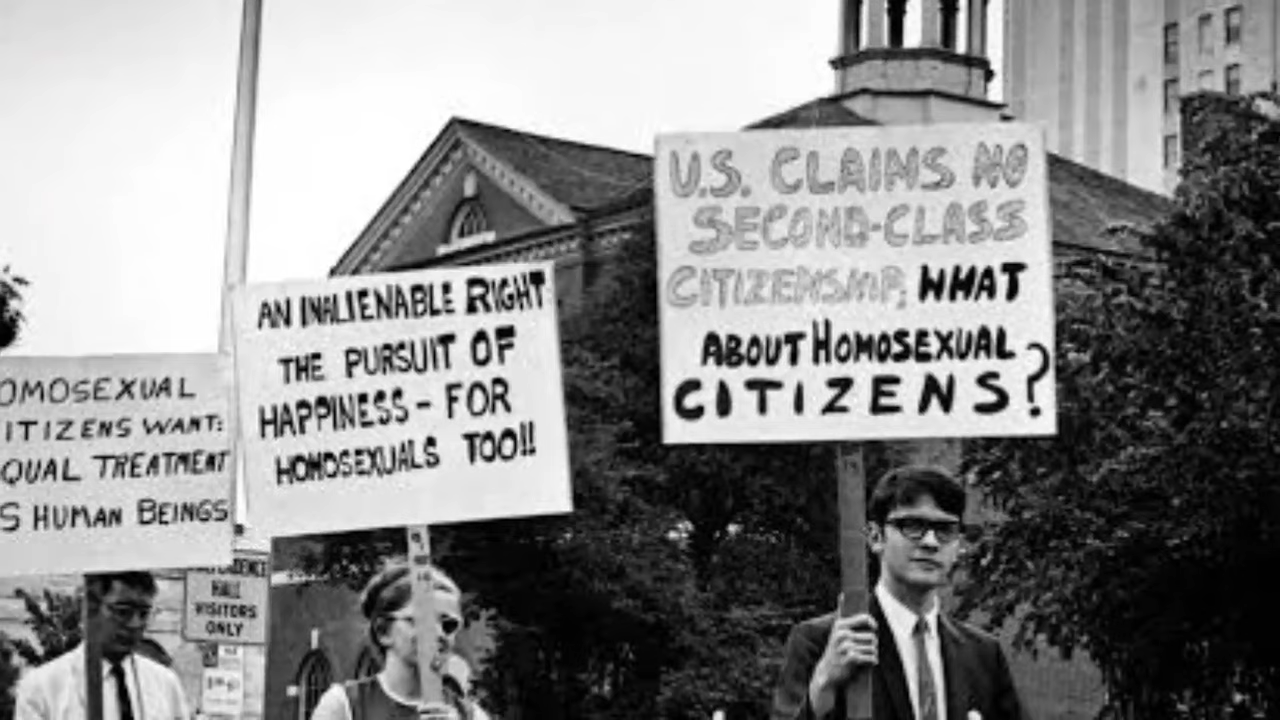 OMOSEXUAL
ITIZENS WANT:
QUAL TREATMENT
S HUMAN BEINGS
AN INALIENABLE RIGHT
THE PURSUIT OF
HAPPINESS - FOR
HOMOSEXUALS TOO!!
U.S. CLAIMS NO
SECOND-CLASS
CITIZENSHIP, WHAT
ABOUT HOMOSEXUAL
CITIZENS?
HALL
VISITORS
ONLY